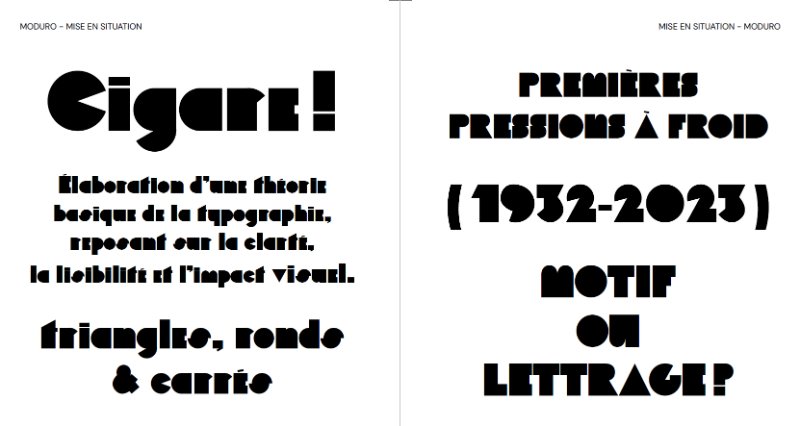 MODURO - MISE EN SITUATION
Cigare !
Élaboration d'une théorie
basique de la typographie,
reposant sur la clarté,
la lisibilité et l'impact visuel.
triangles, ronds
& carrés
MISE EN SITUATION - MODURO
PREMIÈRES
PRESSIONS À FROID
(1932-2023)
MOTIF
OU
LETTRAGE ?